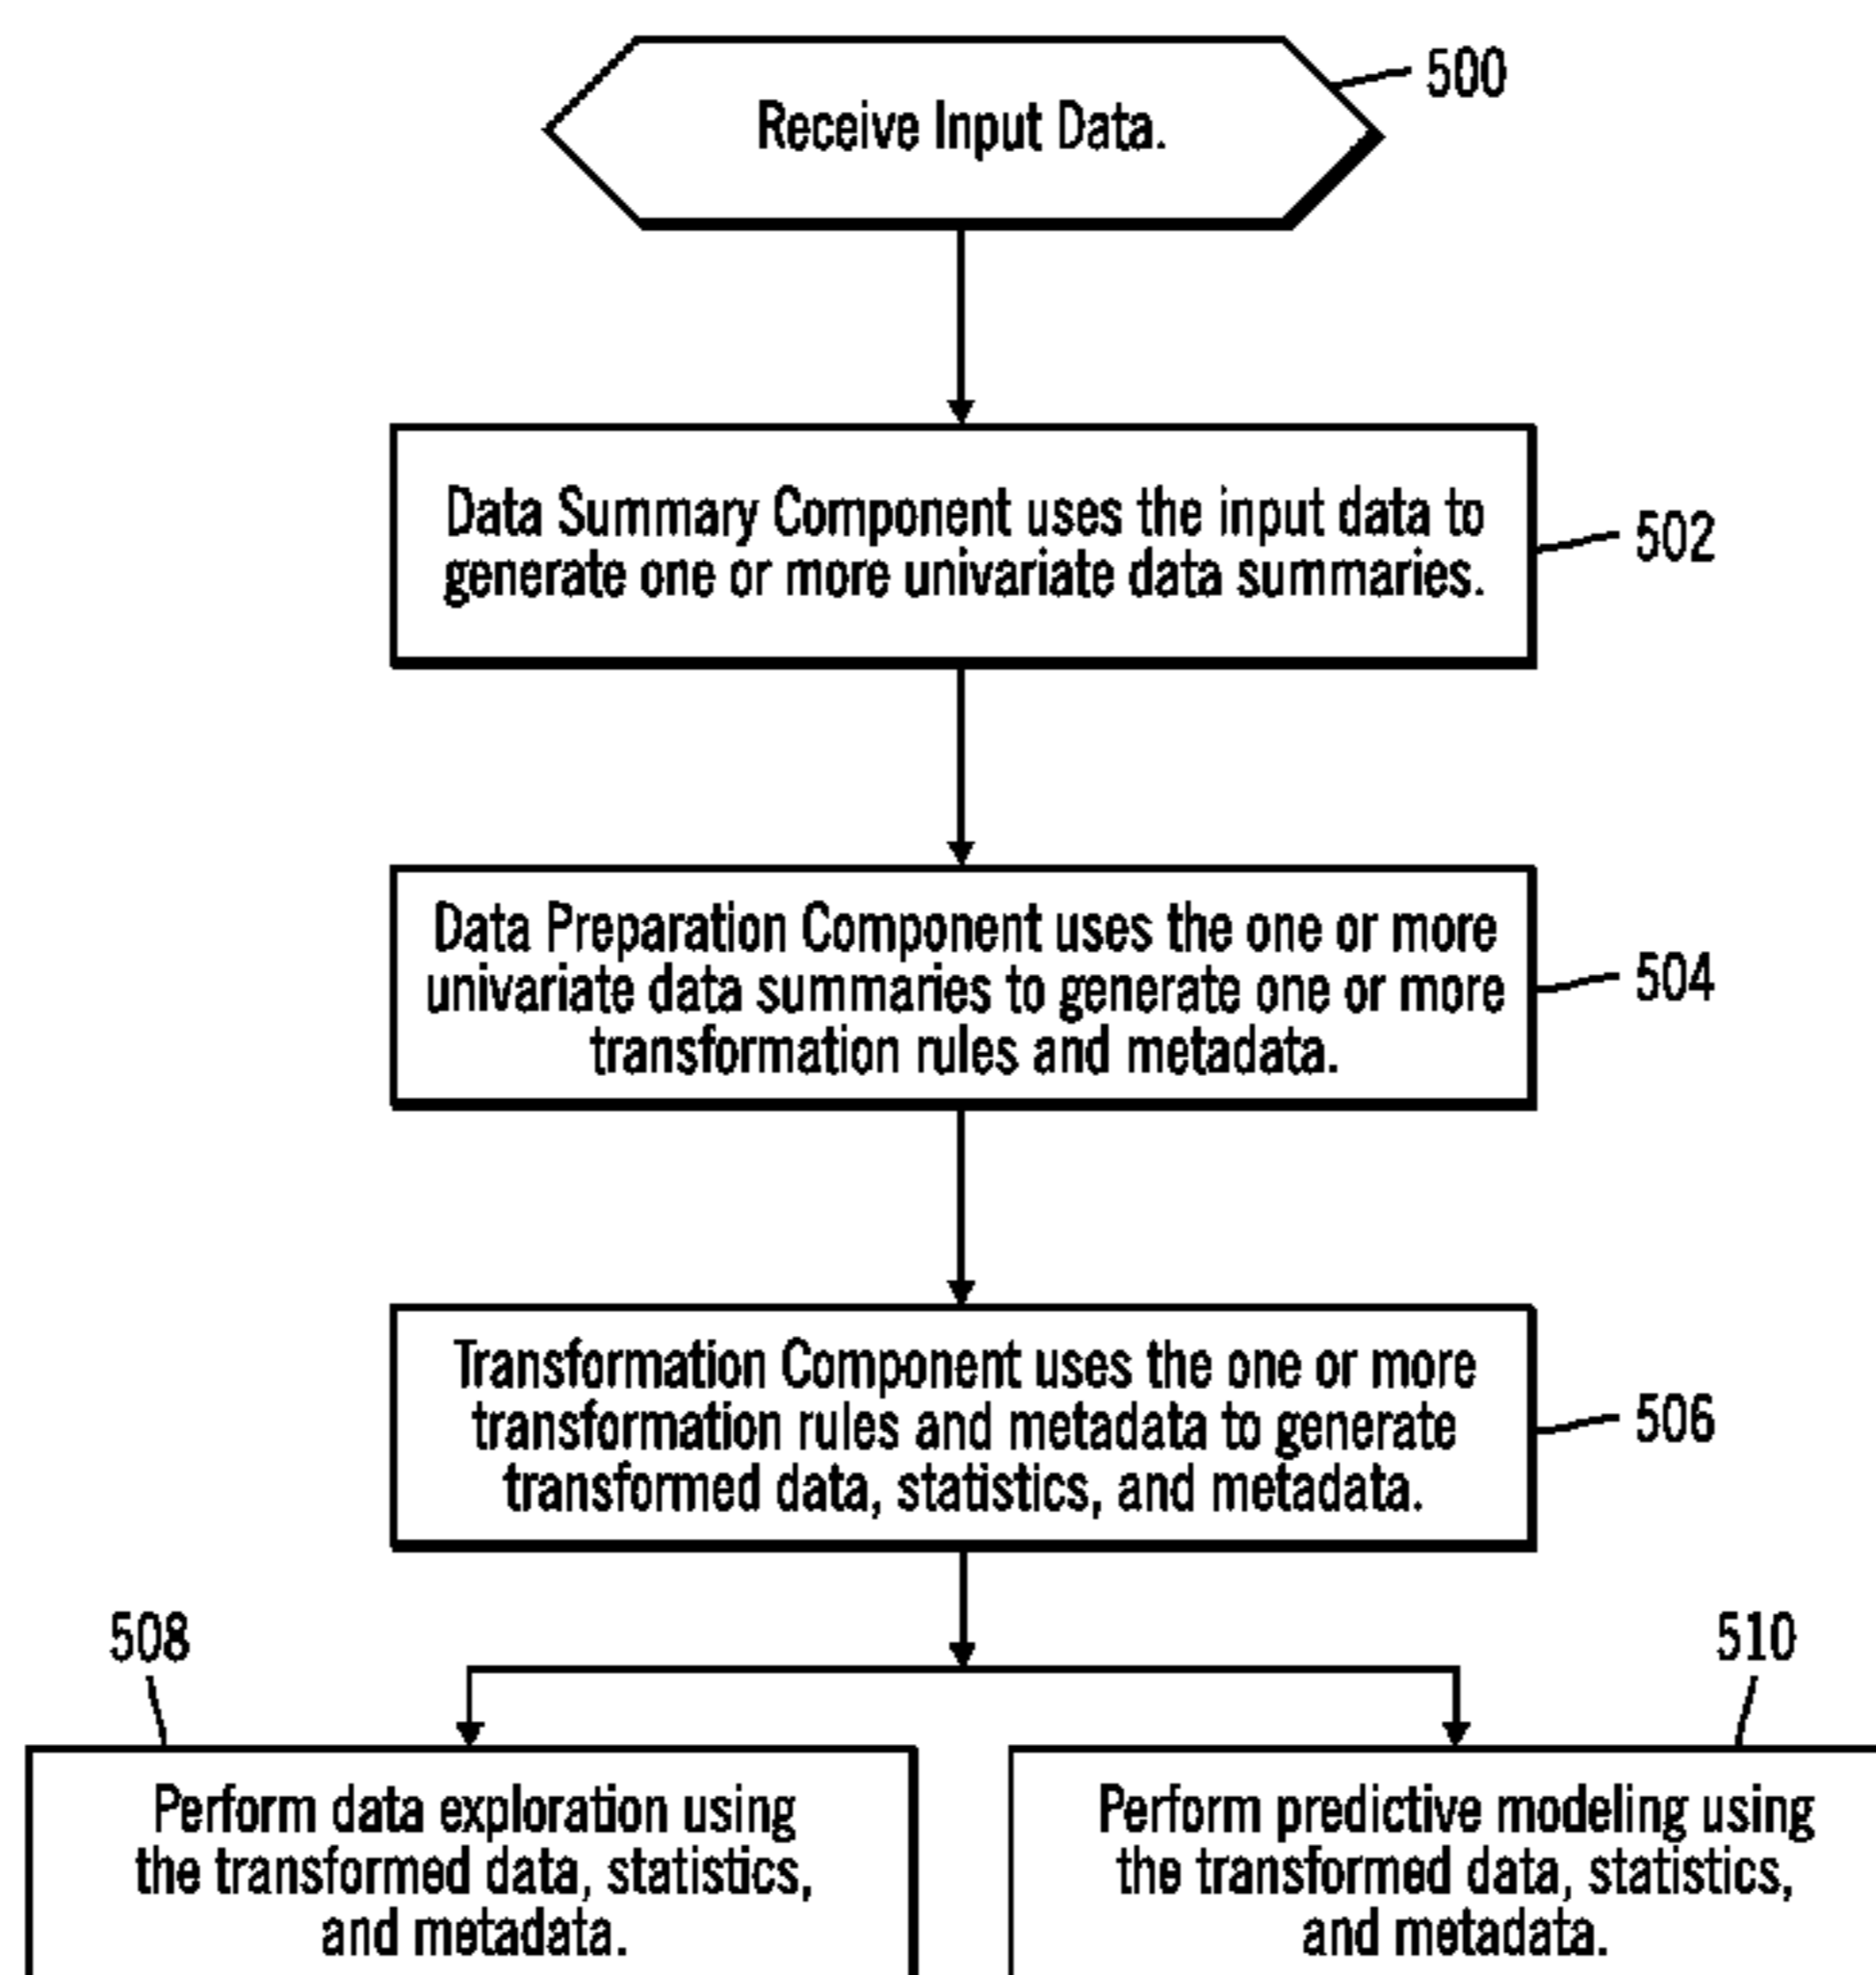 500
Receive Input Data.
Data Summary Component uses the input data to
generate one or more univariate data summaries.
502
Data Preparation Component uses the one or more
univariate data summaries to generate one or more
transformation rules and metadata.
504
Transformation Component uses the one or more
transformation rules and metadata to generate
transformed data, statistics, and metadata.
506
508
Perform data exploration using
the transformed data, statistics,
and metadata.
510
Perform predictive modeling using
the transformed data, statistics,
and metadata.